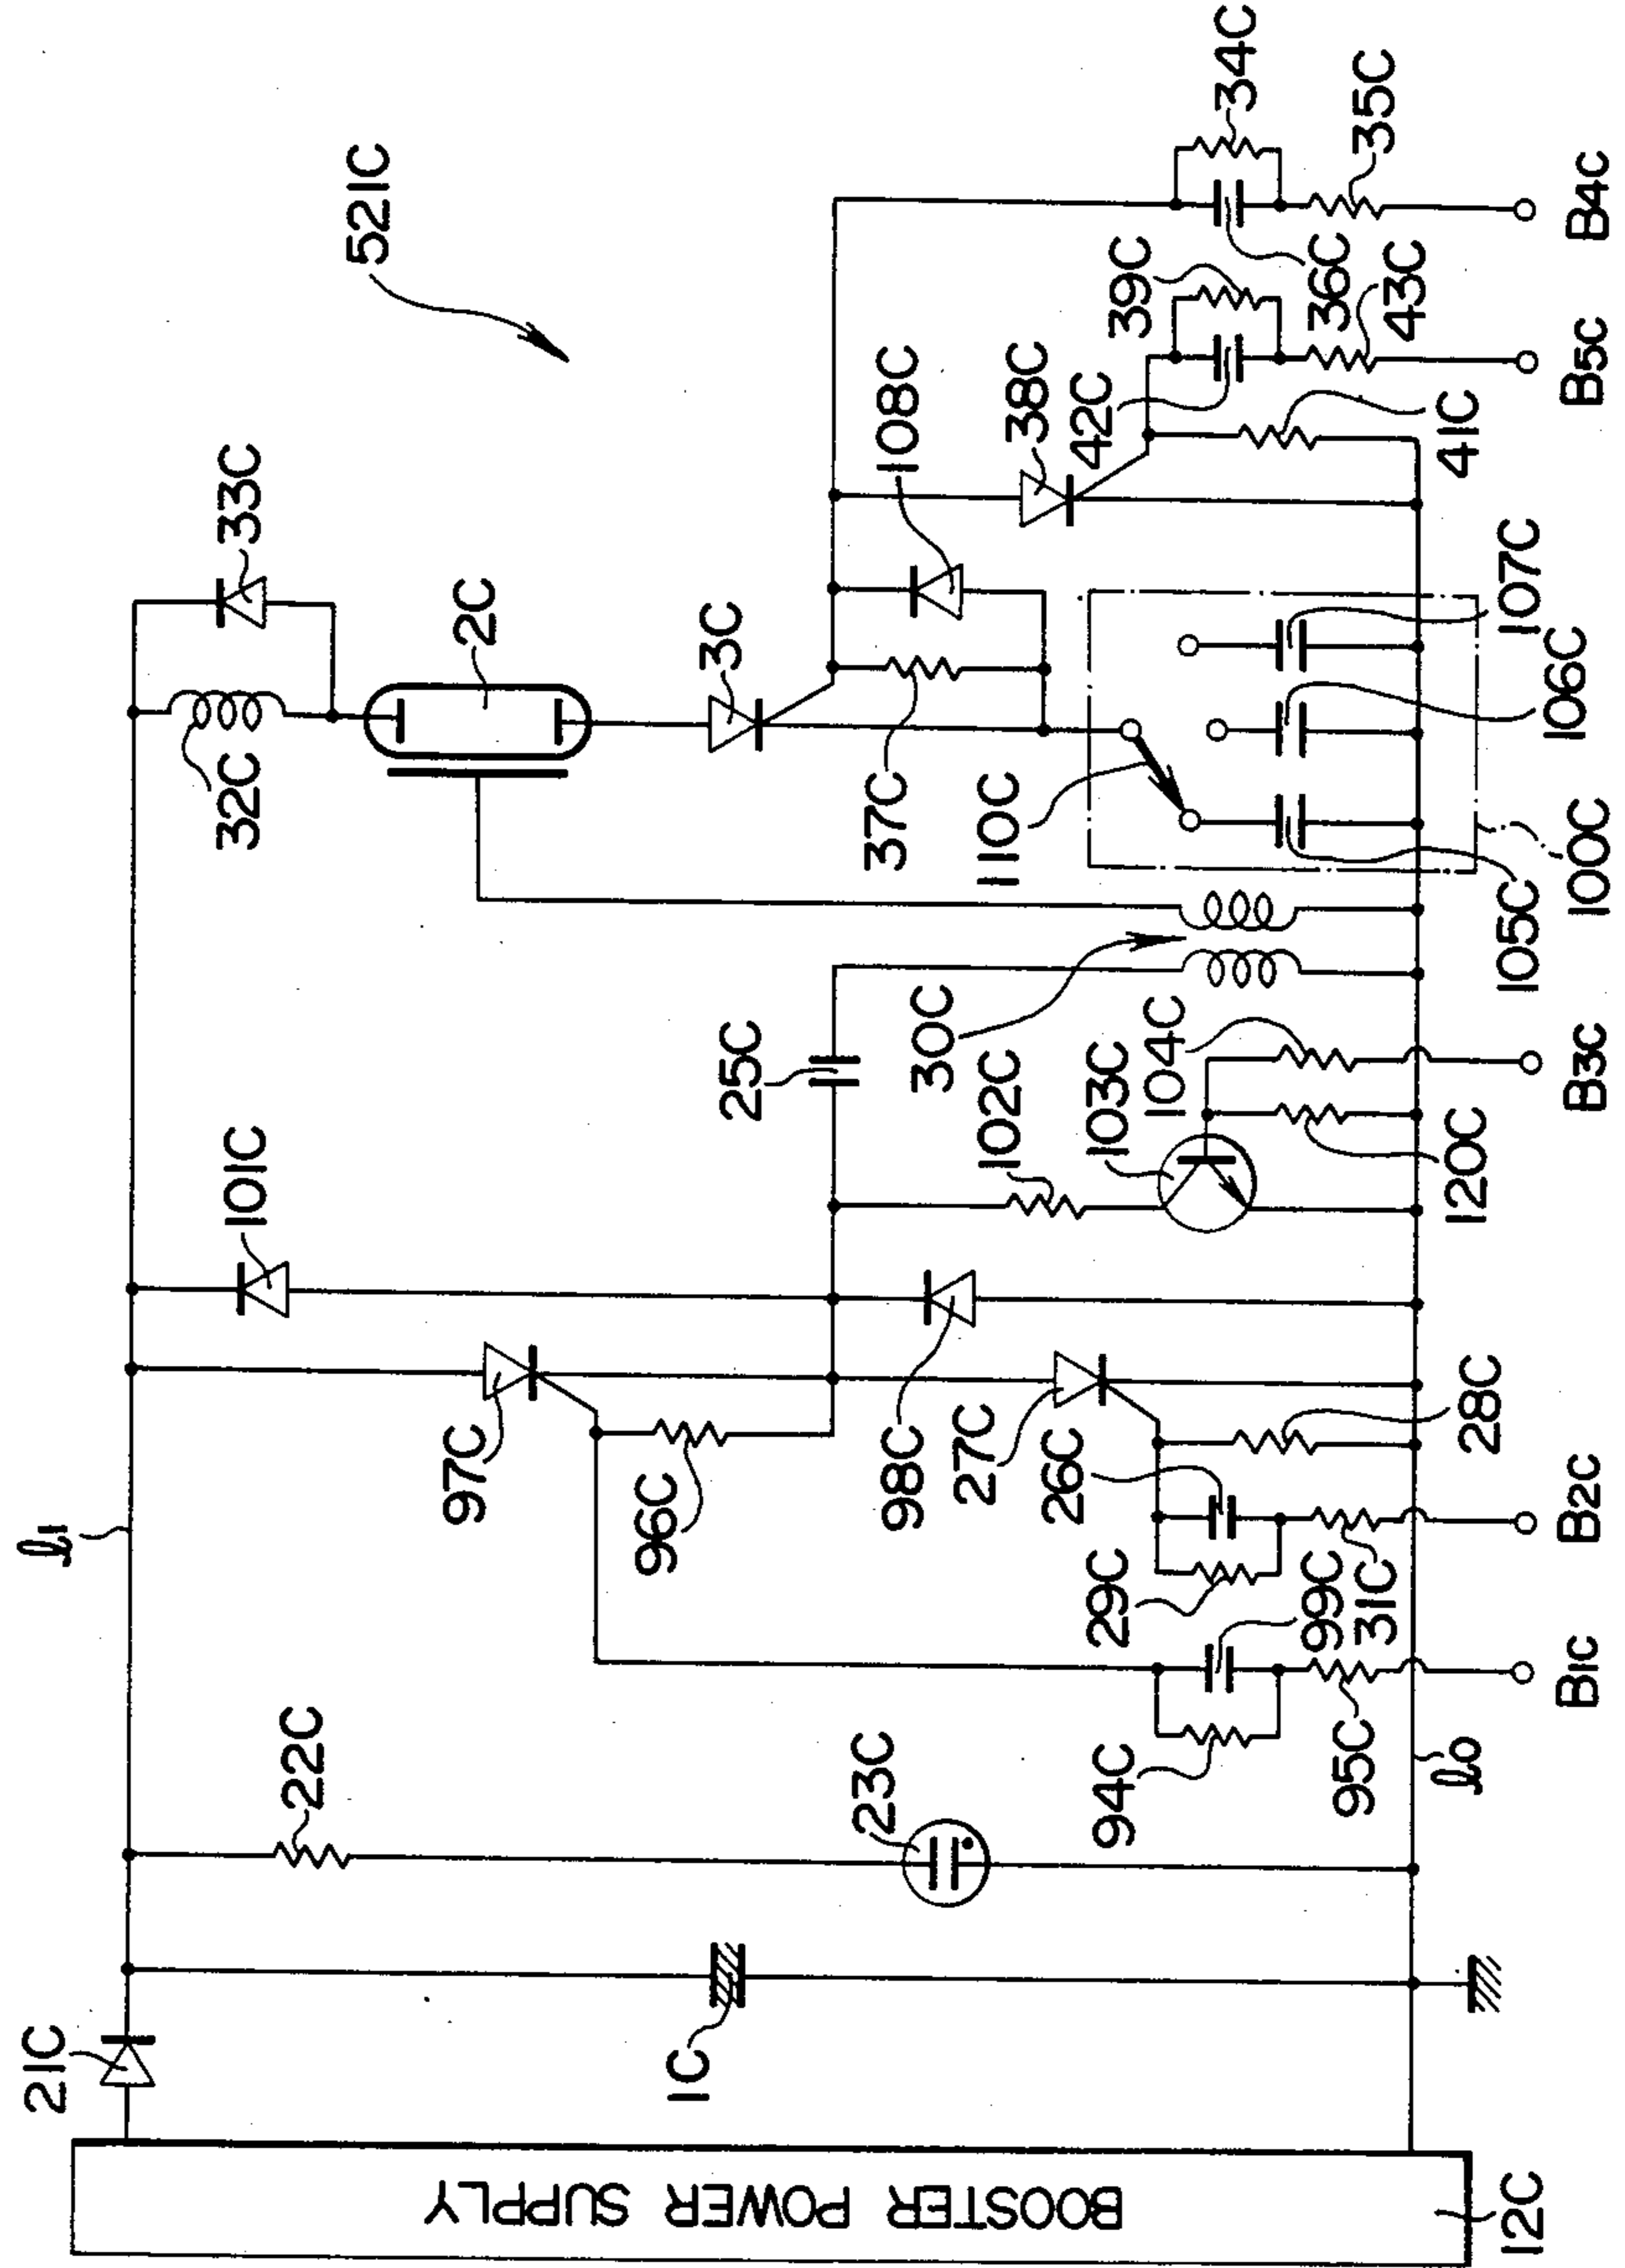 521C
34C
35C
B4C
39C
36C
43C
B5C
33C
108C
38C
42C
41C
2C
3C
107C
106C
32C
37C
110C
105C
100C
25C
30C
102C
103C
104C
B3C
101C
120C
97C
96C
98C
27C
26C
28C
B2C
l1
29C
99C
31C
B1C
22C
23C
94C
95C
l0
21C
1C
BOOSTER POWER SUPPLY
12C